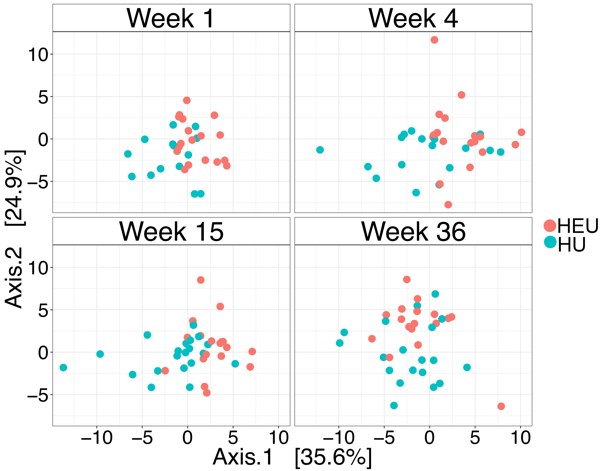 Week 1
Week 4
10
5
0
−5
Week 15
Week 36
10
5
0
−5
−10 −5 0 5 10
−10 −5 0 5 10
Axis.1 [35.6%]
Axis.2 [24.9%]
HEU
HU